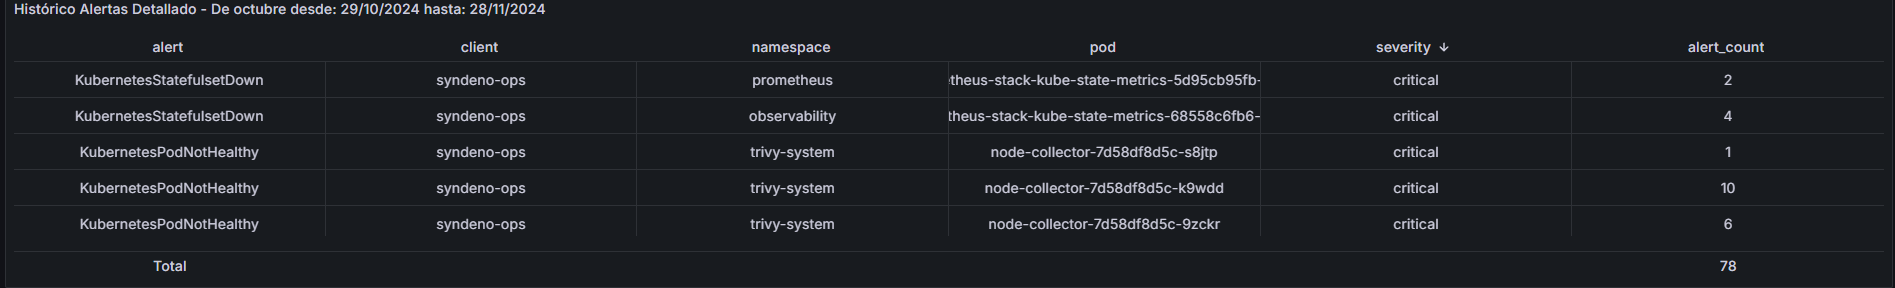 Histórico Alertas Detallado - De octubre desde: 29/10/2024 hasta: 28/11/2024
alert client namespace pod severity ↓ alert_count
KubernetesStatefulsetDown syndeno-ops prometheus theus-stack-kube-state-metrics-5d95cb95fb- critical 2
KubernetesStatefulsetDown syndeno-ops observability theus-stack-kube-state-metrics-68558c6fb6- critical 4
KubernetesPodNotHealthy syndeno-ops trivy-system node-collector-7d58df8d5c-s8jtp critical 1
KubernetesPodNotHealthy syndeno-ops trivy-system node-collector-7d58df8d5c-k9wdd critical 10
KubernetesPodNotHealthy syndeno-ops trivy-system node-collector-7d58df8d5c-9zckr critical 6
Total 78